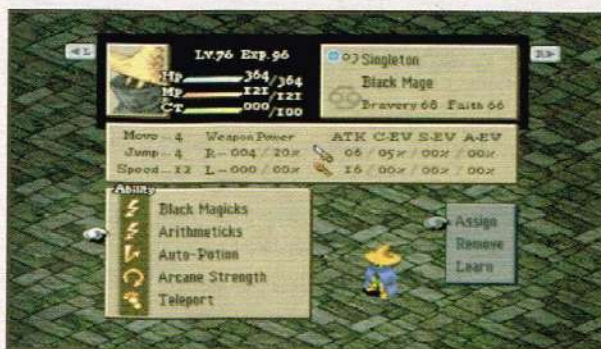 ◀L
R▶
Lv.76 Exp.96
Hp 364/364
Mp 121/121
CT 000/100
03 Singleton
Black Mage
Bravery 68 Faith 66
Move 4 Weapon Power ATK C-EV S-EV A-EV
Jump 4 R 004 / 20% 06 / 05% / 00% / 00%
Speed 12 L 000 / 00% 16 / 00% / 00% / 00%
Ability
Black Magicks
Arithmeticks
Auto-Potion
Arcane Strength
Teleport
Assign
Remove
Learn